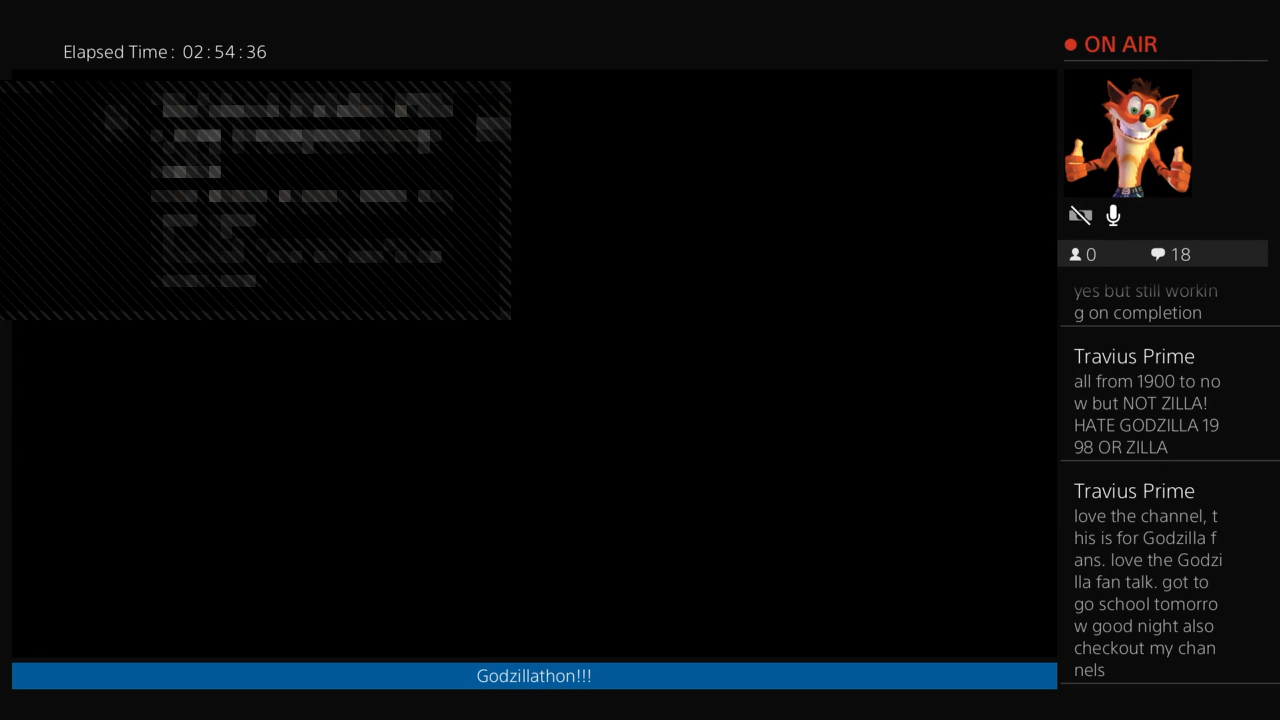 Elapsed Time: 02:54:36
ON AIR
0
18
yes but still workin
g on completion
Travius Prime
all from 1900 to no
w but NOT ZILLA!
HATE GODZILLA 19
98 OR ZILLA
Travius Prime
love the channel, t
his is for Godzilla f
ans. love the Godzi
lla fan talk. got to
go school tomorro
w good night also
checkout my chan
nels
Godzillathon!!!